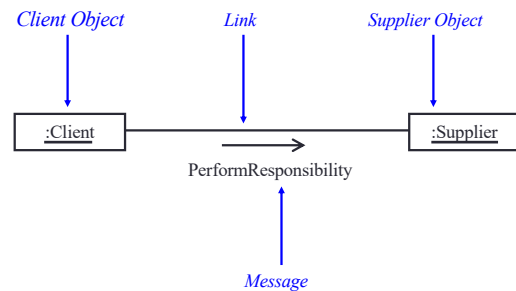 Client Object
Link
Supplier Object
:Client
:Supplier
PerformResponsibility
Message